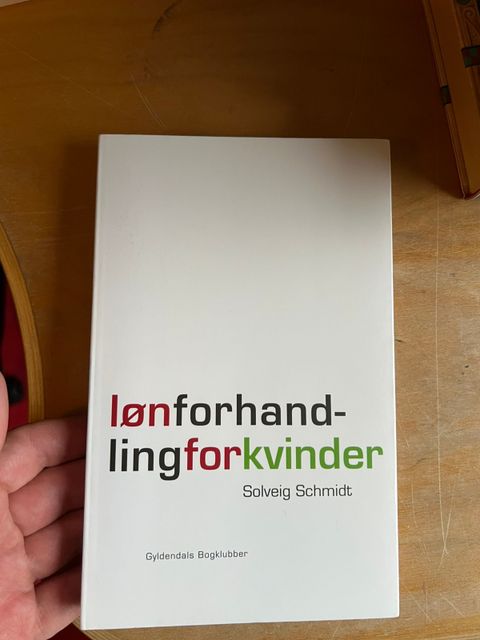 lønforhand-
lingforkvinder
Solveig Schmidt
Gyldendals Bogklubber